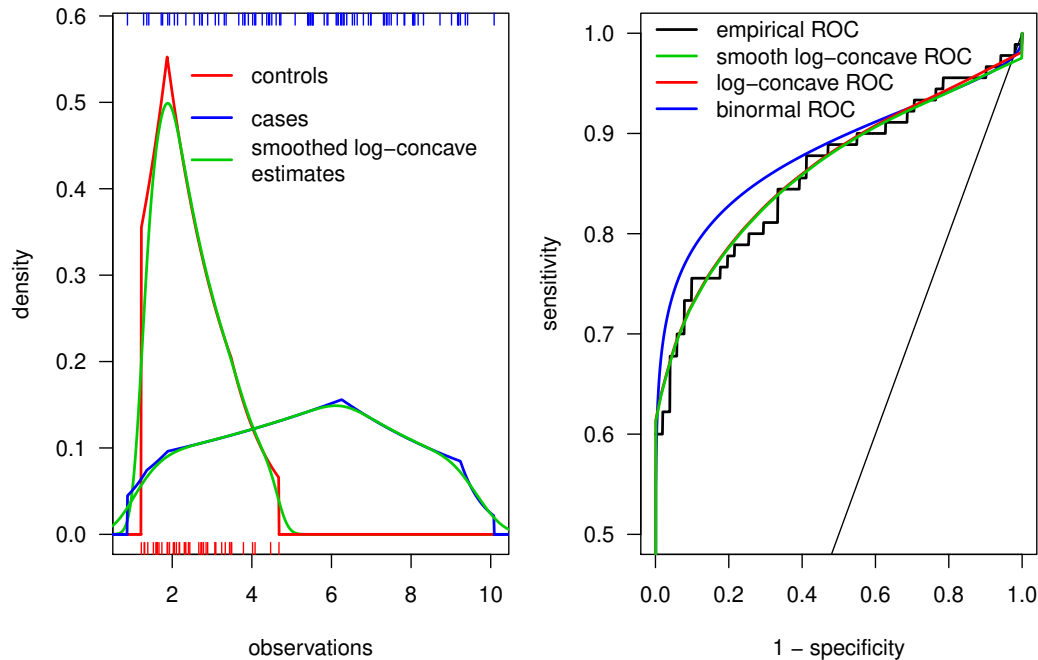 0.6
0.5
0.4
0.3
0.2
0.1
0.0
density
controls
cases
smoothed log−concave
estimates
2
4
6
8
10
observations
1.0
0.9
0.8
0.7
0.6
0.5
sensitivity
empirical ROC
smooth log−concave ROC
log−concave ROC
binormal ROC
0.0
0.2
0.4
0.6
0.8
1.0
1 − specificity